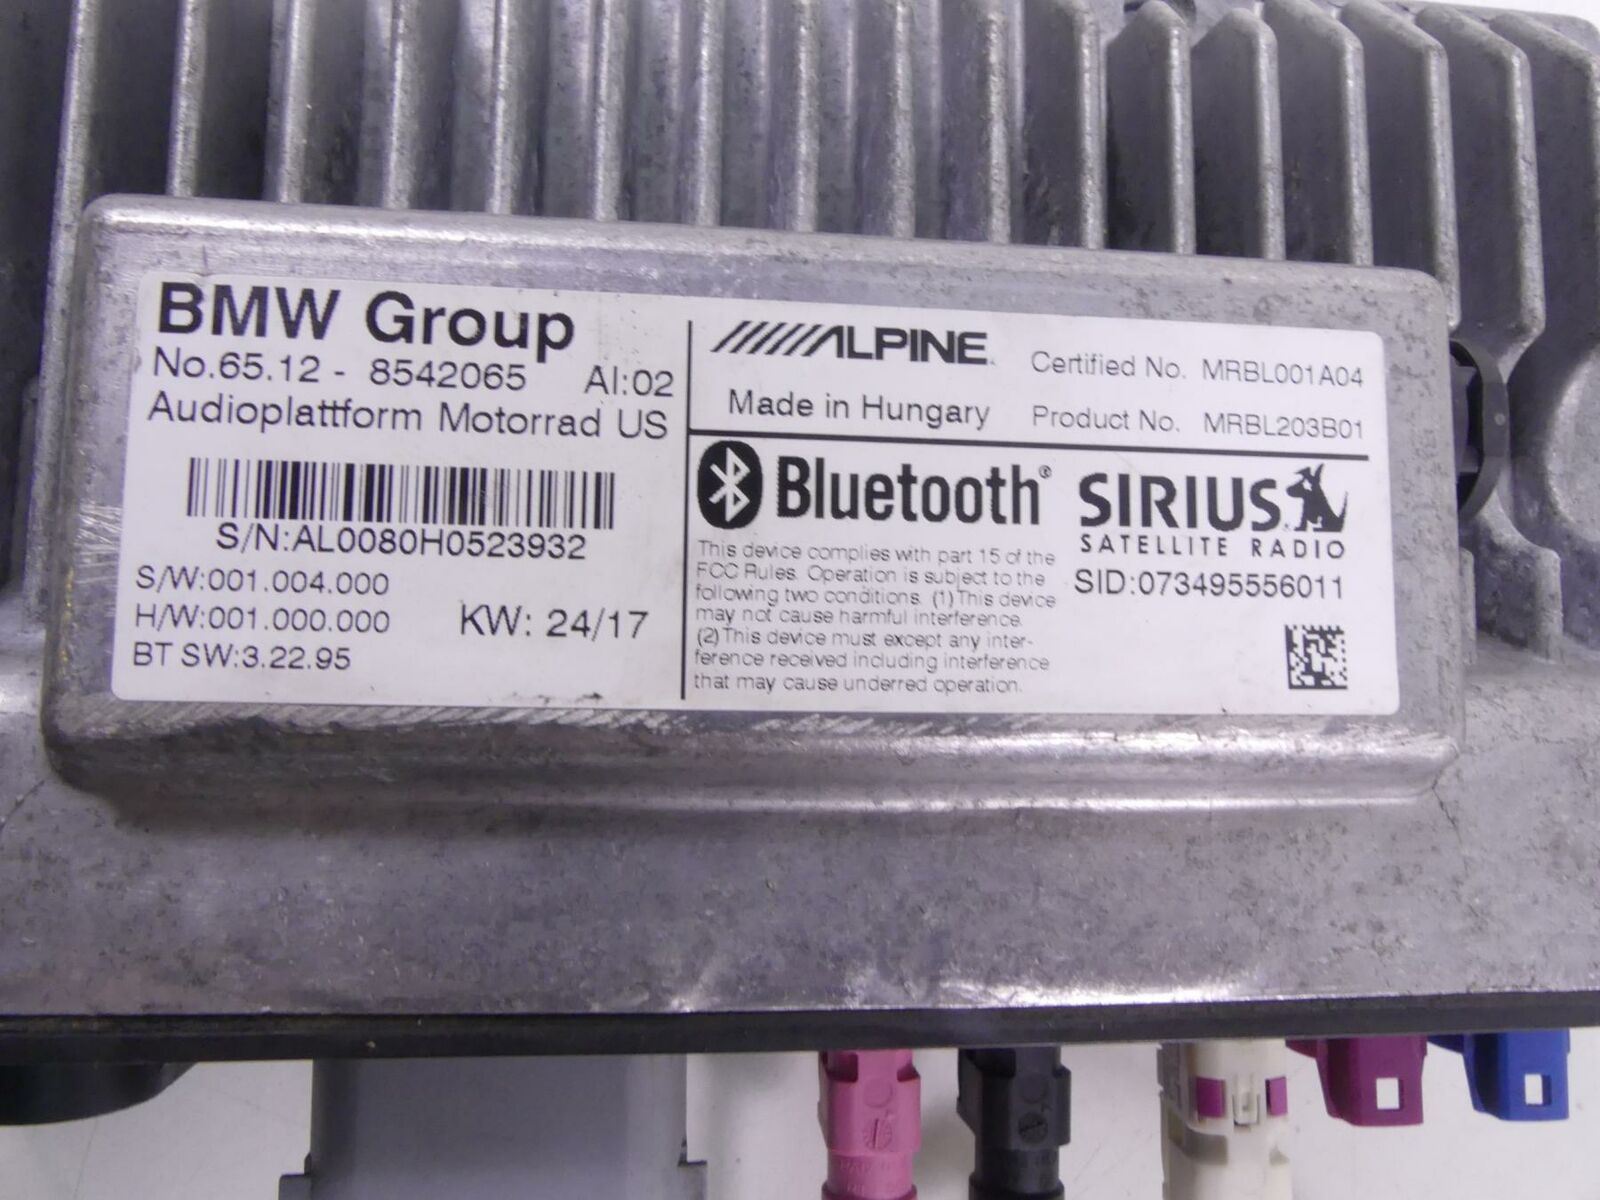 BMW Group
No.65.12 - 8542065 AI:02
Audioplattform Motorrad US
S/N:AL0080H0523932
S/W:001.004.000
H/W:001.000.000 KW: 24/17
BT SW:3.22.95
ALPINE
Made in Hungary
Certified No. MRBL001A04
Product No. MRBL203B01
Bluetooth®
SIRIUS
SATELLITE RADIO
SID:073495556011
This device complies with part 15 of the
FCC Rules. Operation is subject to the
following two conditions. (1) This device
may not cause harmful interference.
(2) This device must except any inter-
ference received including interference
that may cause underred operation.